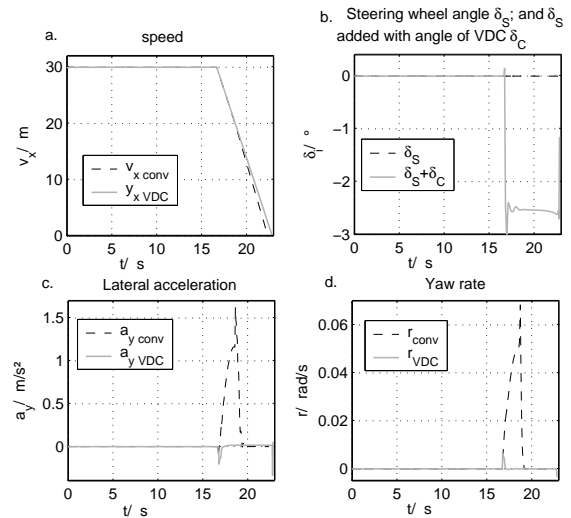 a.
speed
30
20
10
0
v_x/ m
v_x conv
y_x VDC
0 5 10 15 20
t/ s
b.
Steering wheel angle δ_S; and δ_S
added with angle of VDC δ_C
0
−1
−2
−3
δ_i/ °
δ_S
δ_S+δ_C
0 5 10 15 20
t/ s
c.
Lateral acceleration
1.5
1
0.5
0
a_y/ m/s²
a_y conv
a_y VDC
0 5 10 15 20
t/ s
d.
Yaw rate
0.06
0.04
0.02
0
r/ rad/s
r_conv
r_VDC
0 5 10 15 20
t/ s